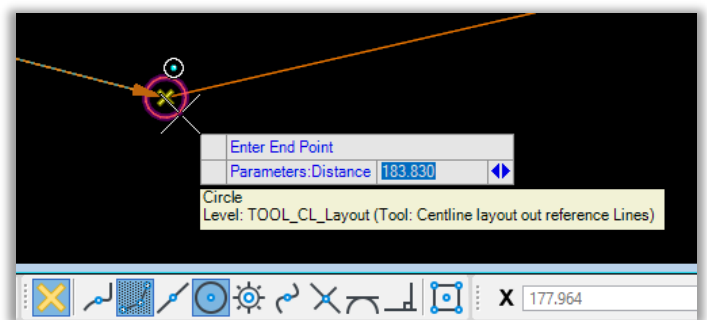 Enter End Point
Parameters:Distance 183.830
Circle
Level: TOOL_CL_Layout (Tool: Centline layout out reference Lines)
X 177.964